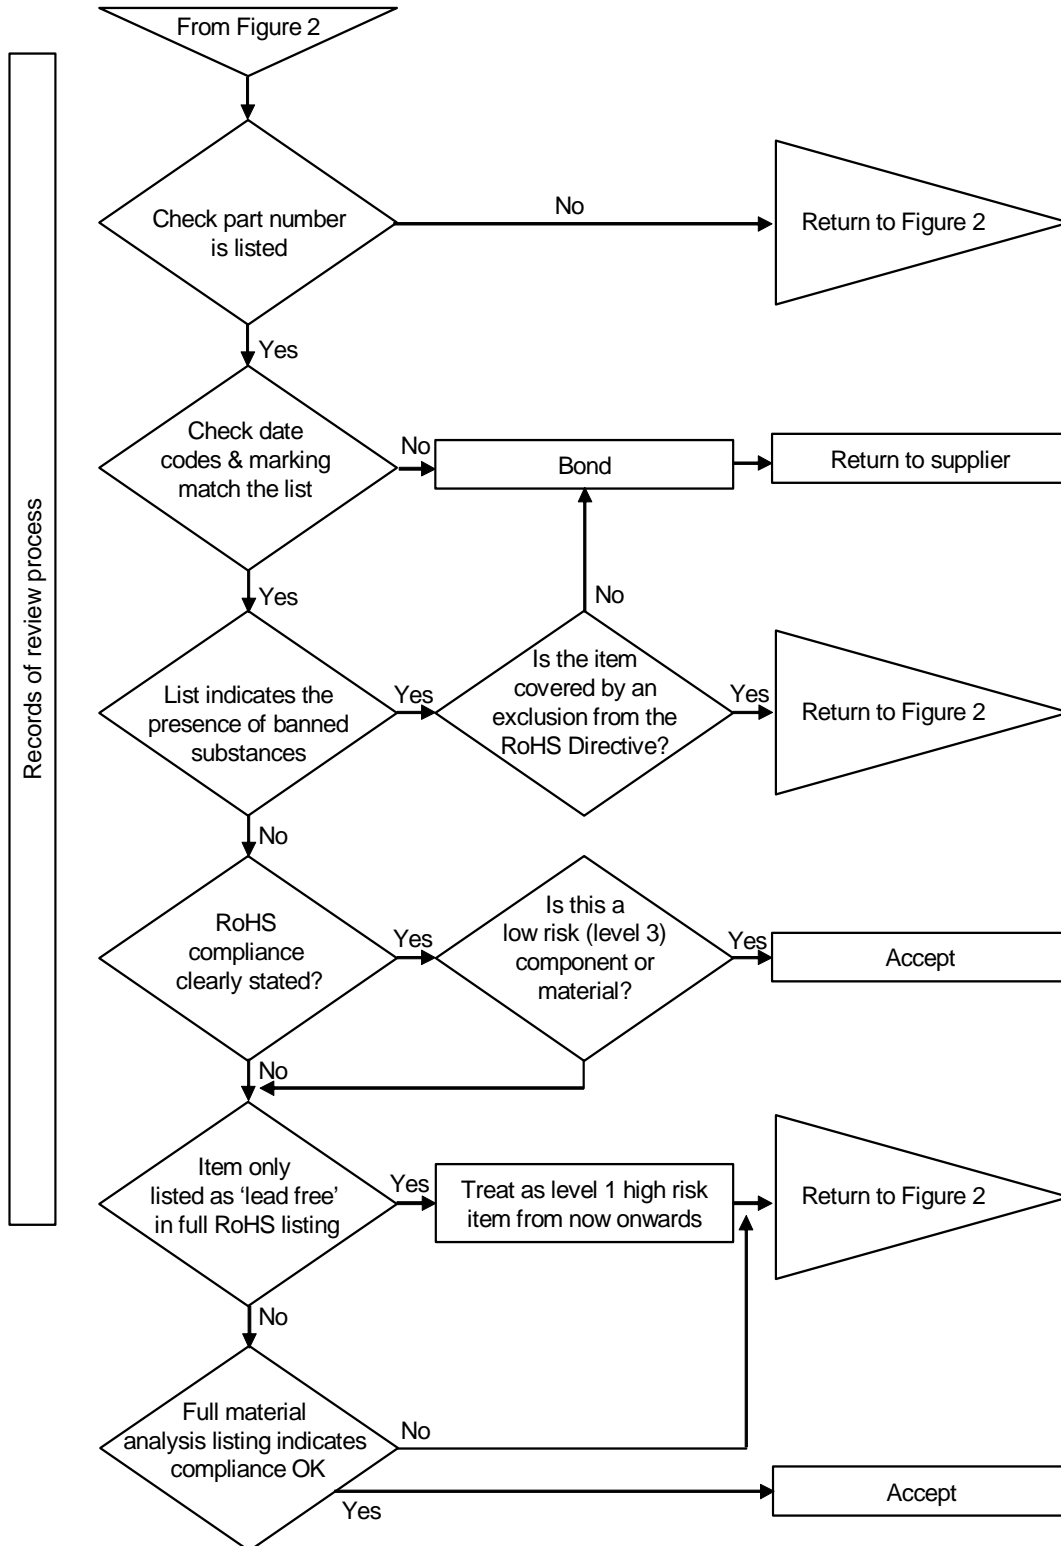 From Figure 2
Records of review process
Check part number
is listed
No
Return to Figure 2
Yes
Check date
codes & marking
match the list
No
Bond
Return to supplier
Yes
No
List indicates the
presence of banned
substances
Yes
Is the item
covered by an
exclusion from the
RoHS Directive?
Yes
Return to Figure 2
No
RoHS
compliance
clearly stated?
Yes
Is this a
low risk (level 3)
component or
material?
Yes
Accept
No
Item only
listed as ‘lead free’
in full RoHS listing
Yes
Treat as level 1 high risk
item from now onwards
Return to Figure 2
No
Full material
analysis listing indicates
compliance OK
No
Yes
Accept